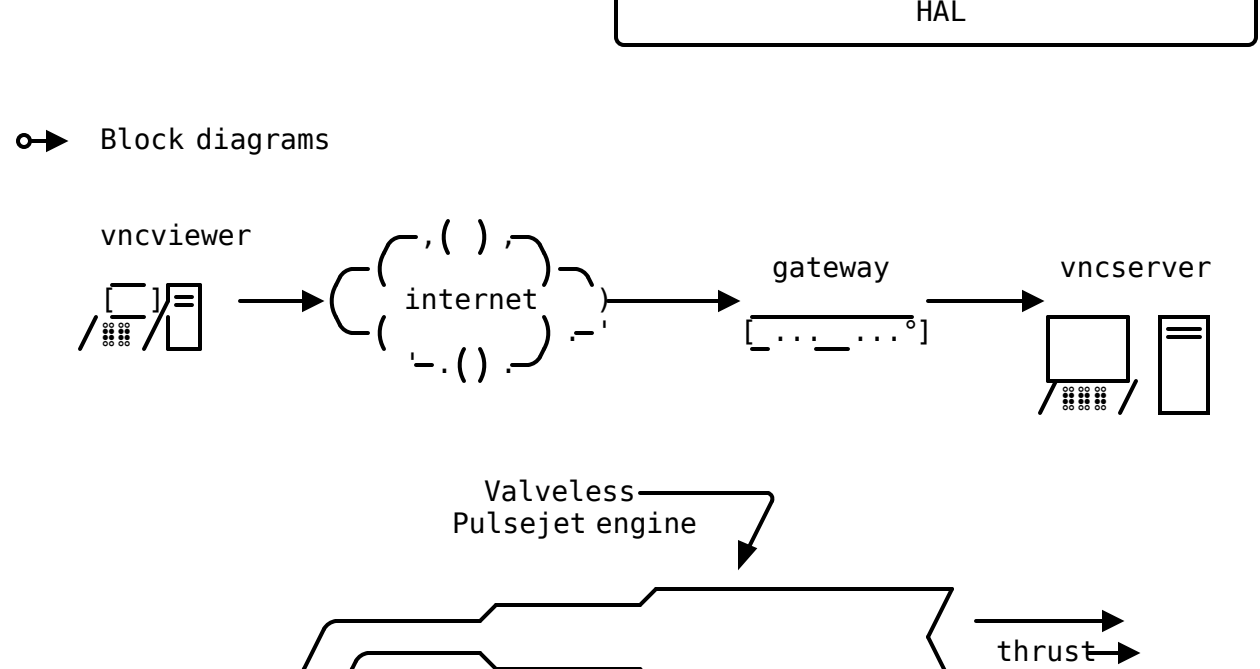 HAL
Block diagrams
vncviewer
internet
gateway
vncserver
Valveless
Pulsejet engine
thrust